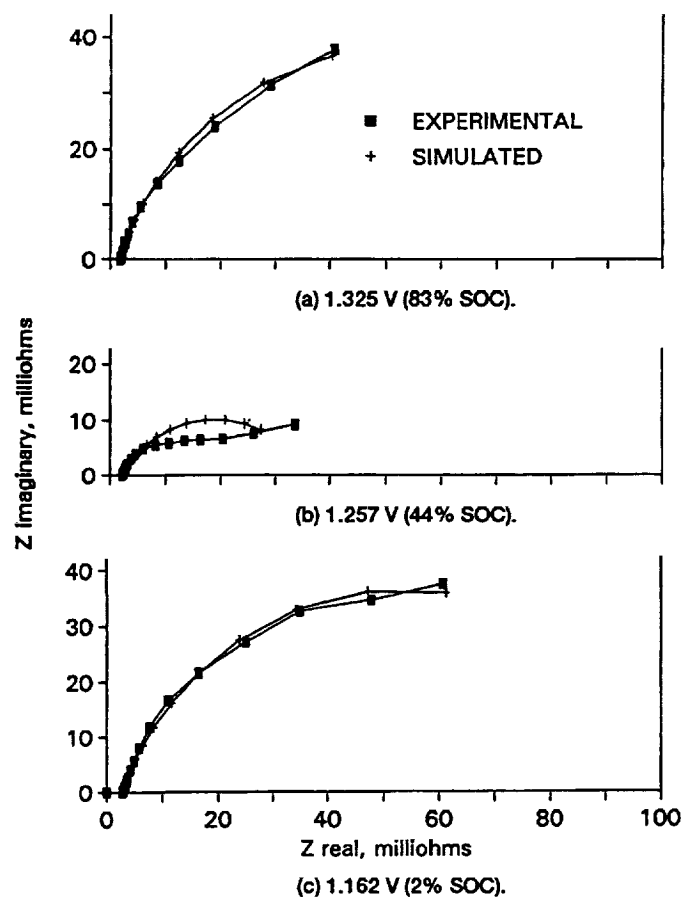 40
20
0
EXPERIMENTAL
SIMULATED
(a) 1.325 V (83% SOC).
Z imaginary, milliohms
20
10
0
(b) 1.257 V (44% SOC).
40
30
20
10
0
0 20 40 60 80 100
Z real, milliohms
(c) 1.162 V (2% SOC).